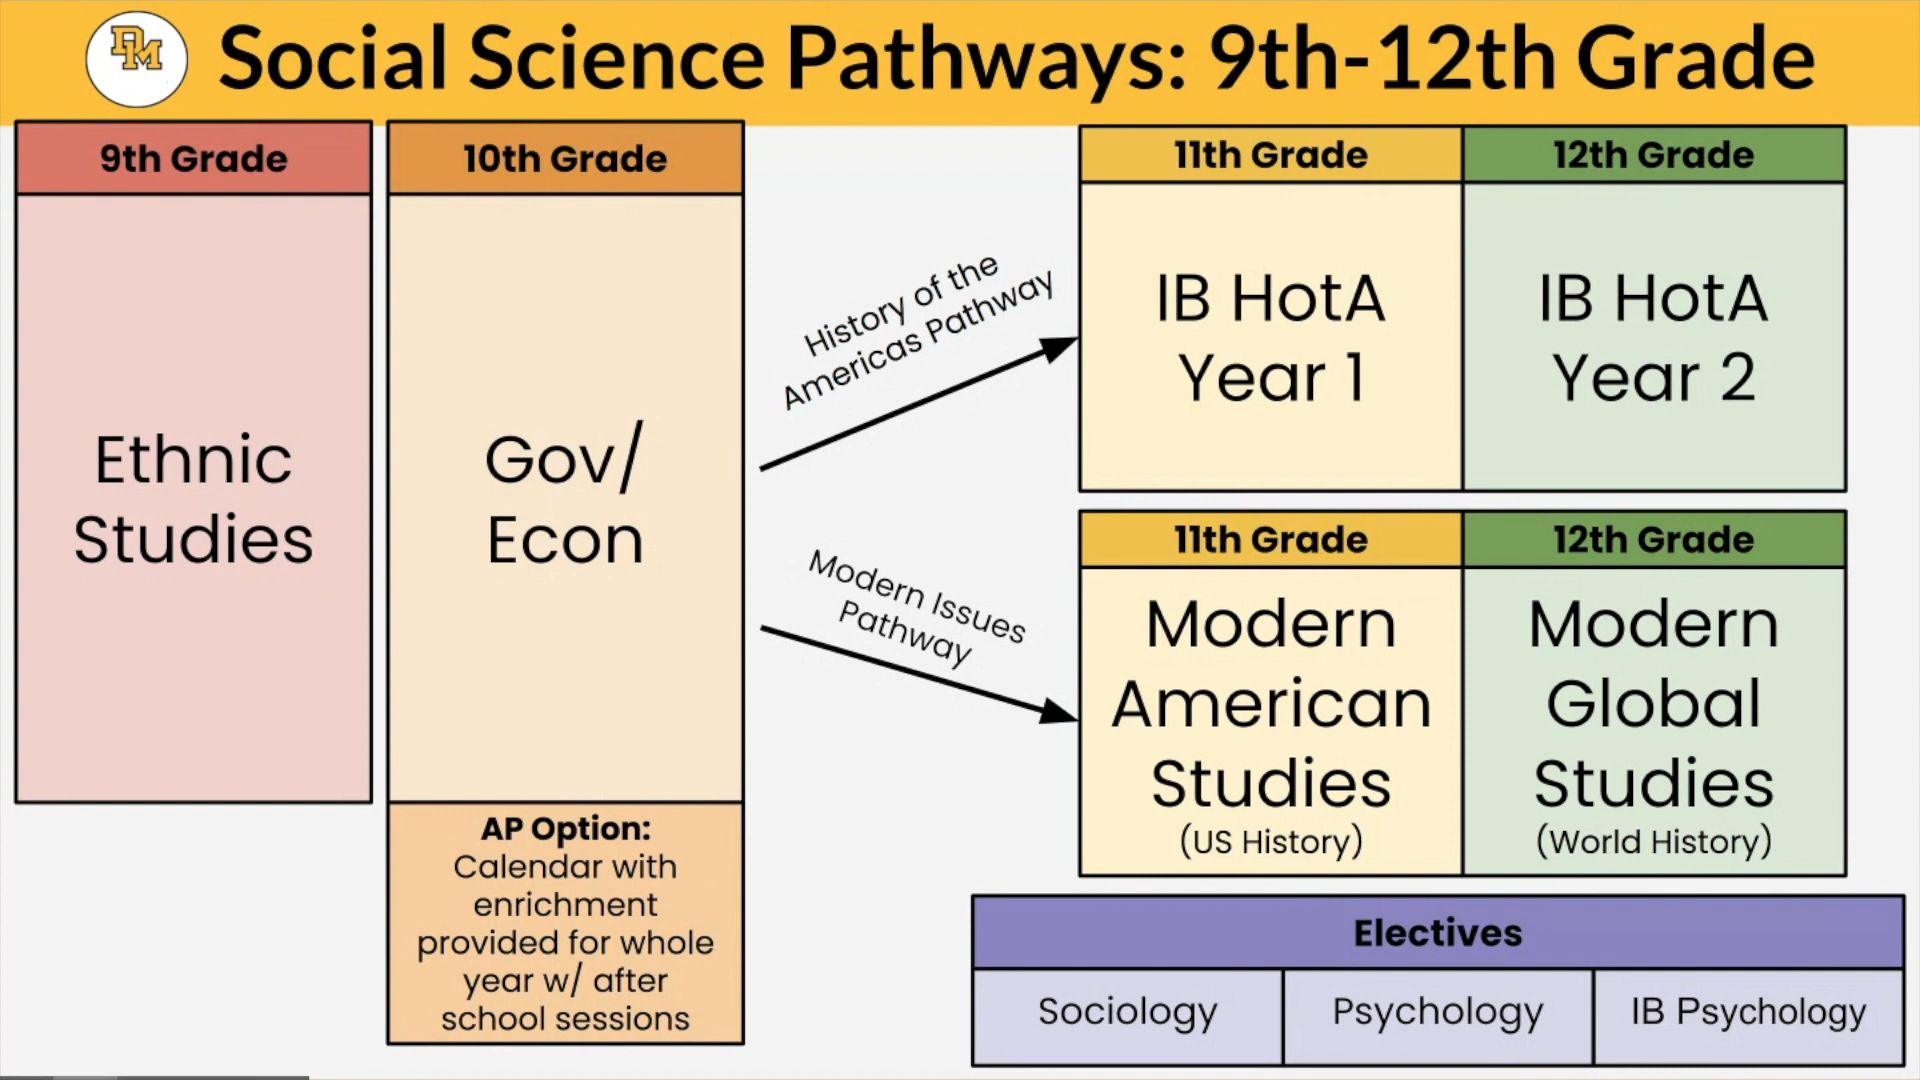 DM
Social Science Pathways: 9th-12th Grade
9th Grade
Ethnic
Studies
10th Grade
Gov/
Econ
AP Option:
Calendar with
enrichment
provided for whole
year w/ after
school sessions
History of the
Americas Pathway
11th Grade
12th Grade
IB HotA
Year 1
IB HotA
Year 2
Modern Issues
Pathway
11th Grade
12th Grade
Modern
American
Studies
(US History)
Modern
Global
Studies
(World History)
Electives
Sociology
Psychology
IB Psychology